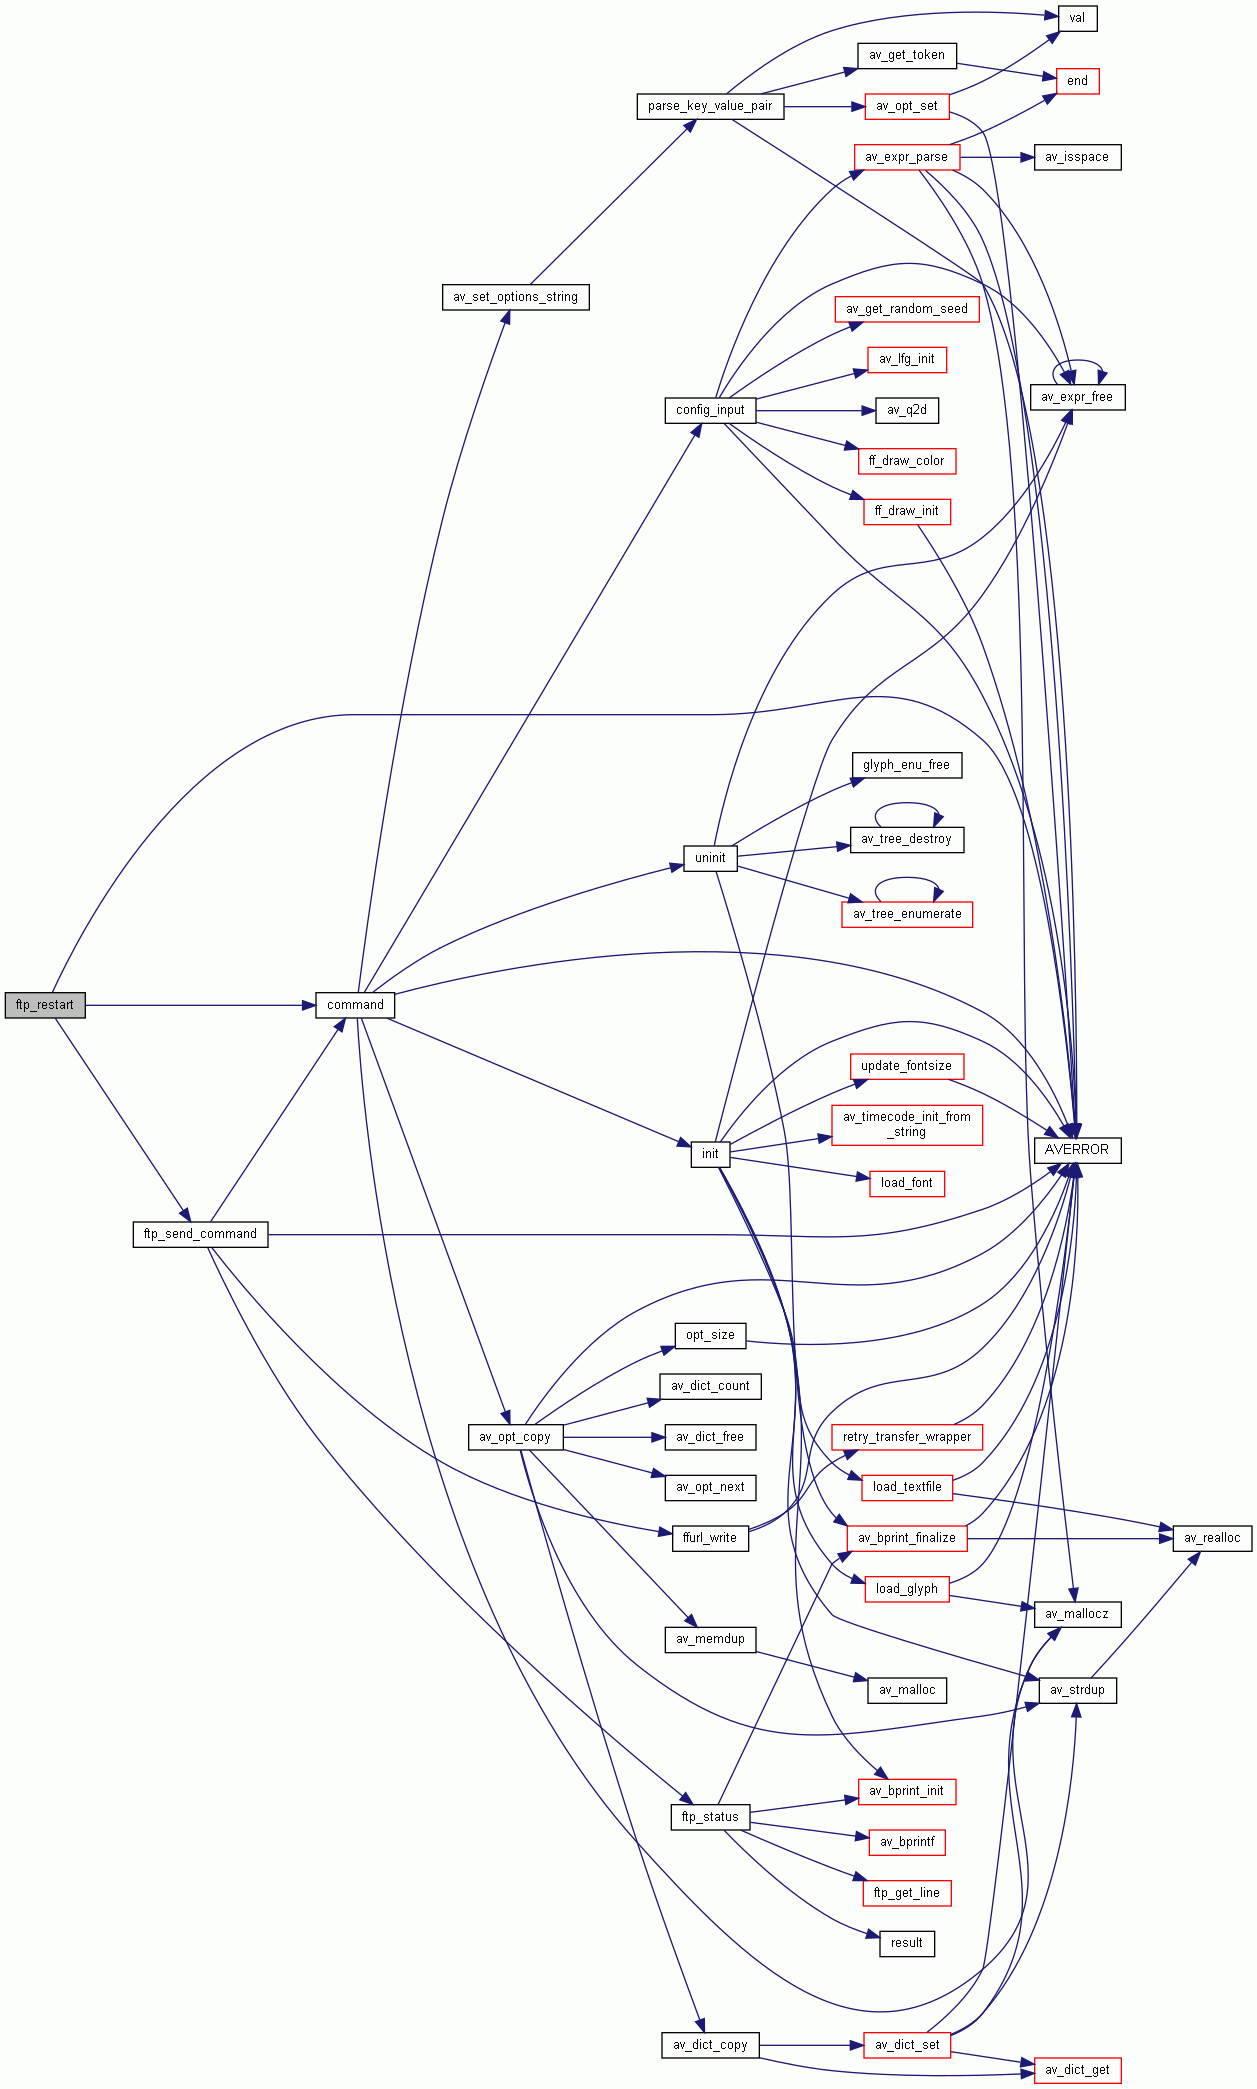 val
av_get_token
end
parse_key_value_pair
av_opt_set
av_expr_parse
av_isspace
av_set_options_string
av_get_random_seed
av_lfg_init
av_expr_free
config_input
av_q2d
ff_draw_color
ff_draw_init
glyph_enu_free
av_tree_destroy
uninit
av_tree_enumerate
ftp_restart
command
update_fontsize
av_timecode_init_from
_string
AVERROR
init
load_font
ftp_send_command
opt_size
av_dict_count
av_opt_copy
av_dict_free
retry_transfer_wrapper
av_opt_next
load_textfile
ffurl_write
av_bprint_finalize
av_realloc
load_glyph
av_mallocz
av_memdup
av_malloc
av_strdup
av_bprint_init
ftp_status
av_bprintf
ftp_get_line
result
av_dict_copy
av_dict_set
av_dict_get